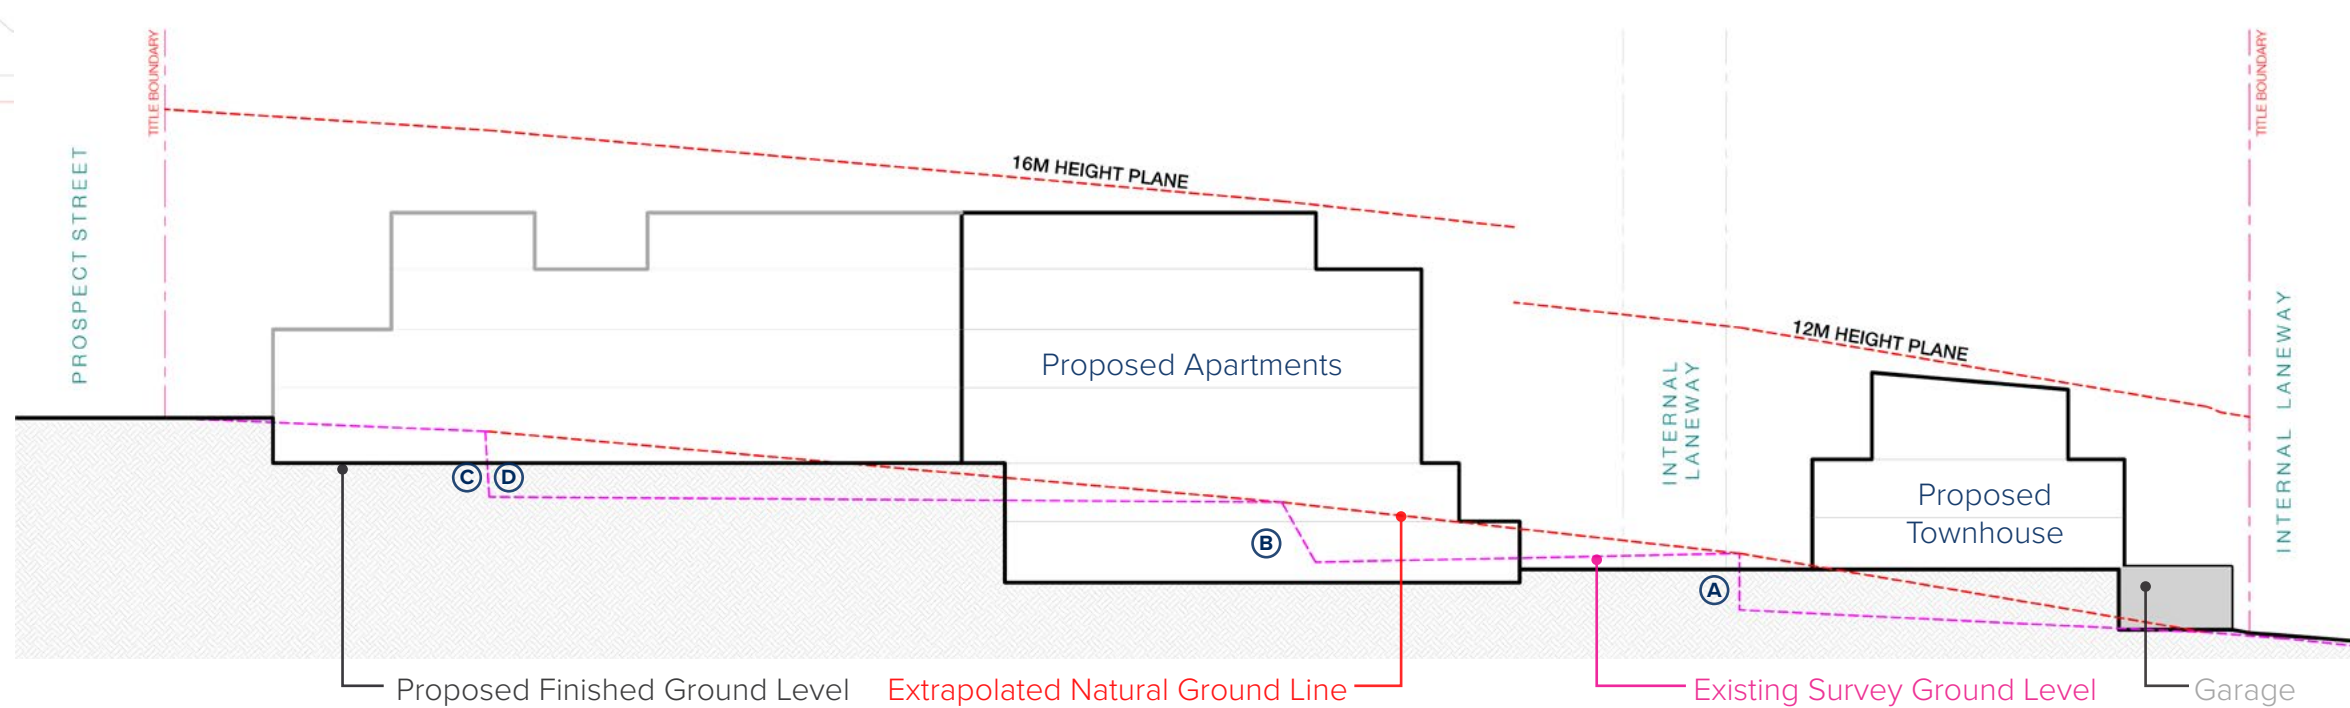 TITLE BOUNDARY
TITLE BOUNDARY
PROSPECT STREET
16M HEIGHT PLANE
12M HEIGHT PLANE
Proposed Apartments
INTERNAL
LANEWAY
INTERNAL LANEWAY
Proposed
Townhouse
C
D
B
A
Proposed Finished Ground Level
Extrapolated Natural Ground Line
Existing Survey Ground Level
Garage